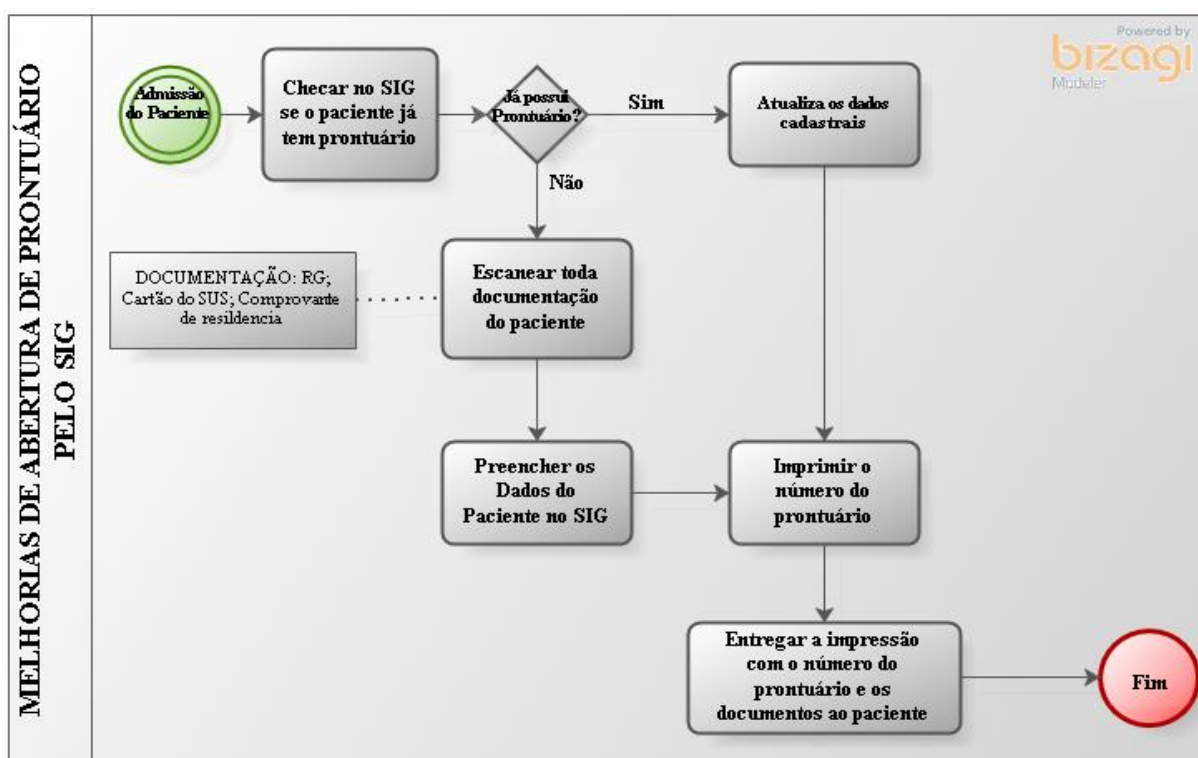 MELHORIAS DE ABERTURA DE PRONTUÁRIO
PELO SIG
Powered by
bizagi
Modeler
Admissão
do Paciente
Checar no SIG
se o paciente já
tem prontuário
Já possui
Prontuário?
Sim
Atualiza os dados
cadastrais
Não
DOCUMENTAÇÃO: RG;
Cartão do SUS; Comprovante
de resildencia
Escanear toda
documentação
do paciente
Preencher os
Dados do
Paciente no SIG
Imprimir o
número do
prontuário
Entregar a impressão
com o número do
prontuário e os
documentos ao paciente
Fim